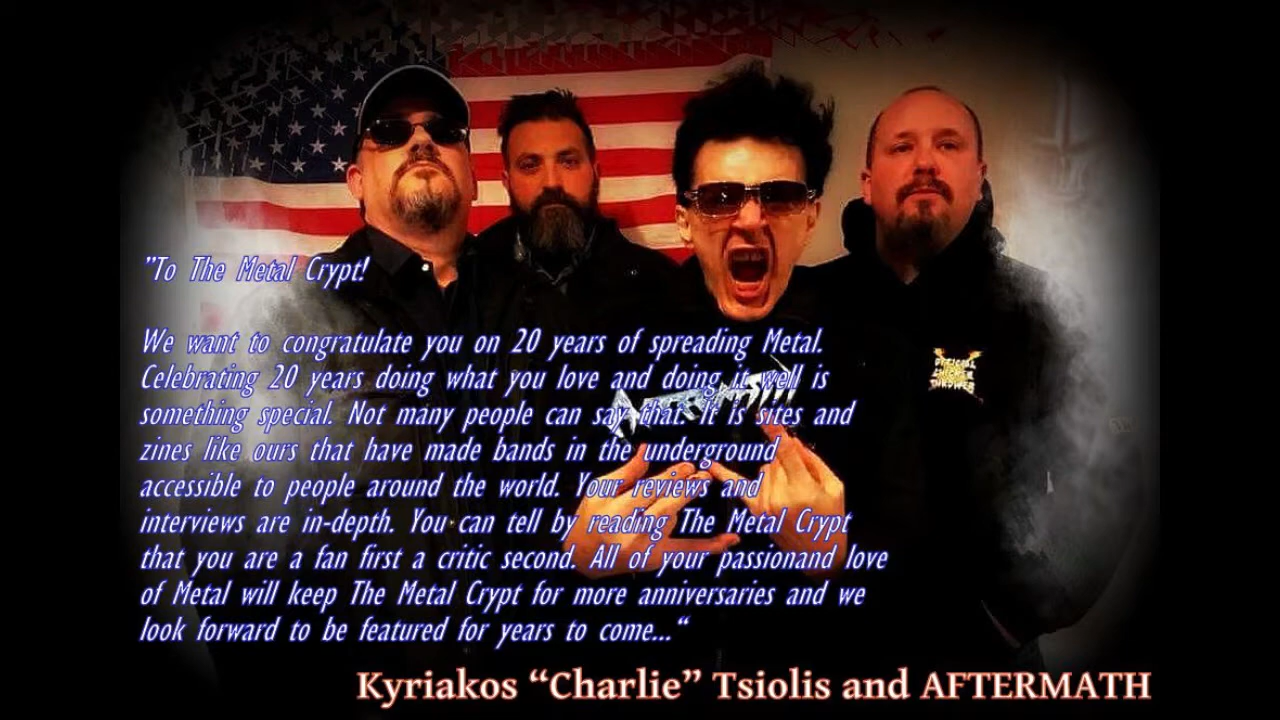 "To The Metal Crypt!
We want to congratulate you on 20 years of spreading Metal.
Celebrating 20 years doing what you love and doing it well is
something special. Not many people can say that. It is sites and
zines like ours that have made bands in the underground
accessible to people around the world. Your reviews and
interviews are in-depth. You can tell by reading The Metal Crypt
that you are a fan first a critic second. All of your passionand love
of Metal will keep The Metal Crypt for more anniversaries and we
look forward to be featured for years to come...“
AFTERMATH
OFFICIAL
CHICKEN
THROWER
Kyriakos “Charlie” Tsiolis and AFTERMATH